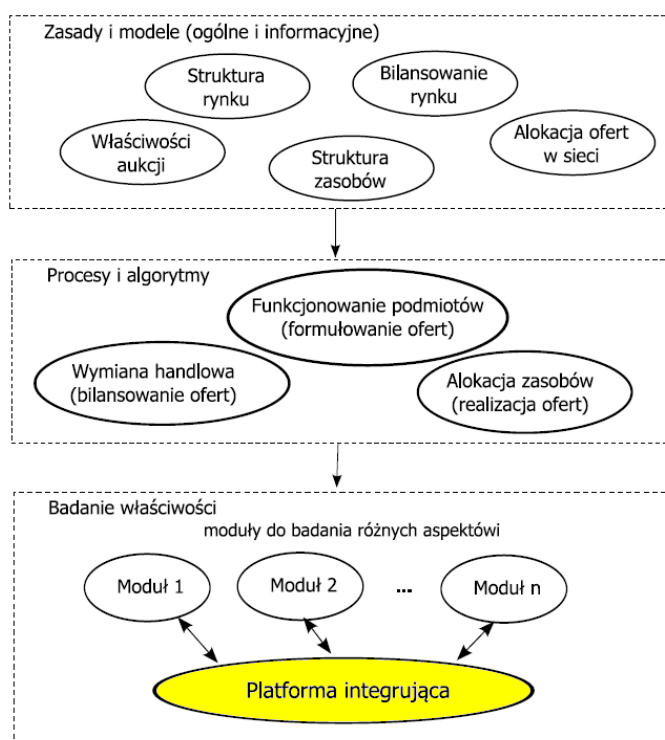 Zasady i modele (ogólne i informacyjne)
Struktura
rynku
Bilansowanie
rynku
Właściwości
aukcji
Struktura
zasobów
Alokacja ofert
w sieci
Procesy i algorytmy
Funkcjonowanie podmiotów
(formułowanie ofert)
Wymiana handlowa
(bilansowanie ofert)
Alokacja zasobów
(realizacja ofert)
Badanie właściwości
moduły do badania różnych aspektówi
Moduł 1
Moduł 2
...
Moduł n
Platforma integrująca